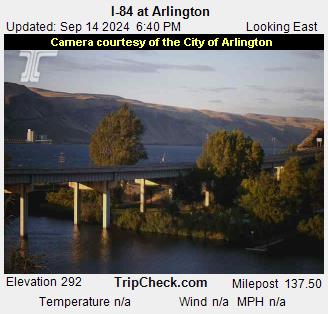 I-84 at Arlington
Updated: Sep 14 2024 6:40 PM Looking East
Camera courtesy of the City of Arlington
Elevation 292 TripCheck.com Milepost 137.50
Temperature n/a Wind n/a MPH n/a